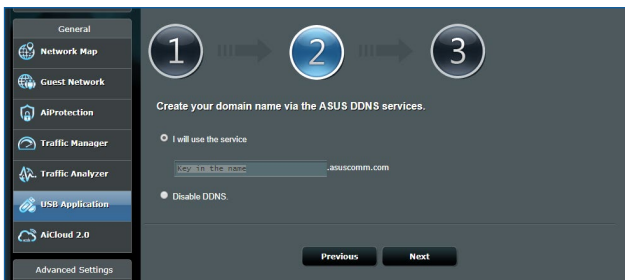 General
Network Map
Guest Network
AiProtection
Traffic Manager
Traffic Analyzer
USB Application
AiCloud 2.0
Advanced Settings
1
2
3
Create your domain name via the ASUS DDNS services.
I will use the service
key in the name .asuscomm.com
Disable DDNS.
Previous Next